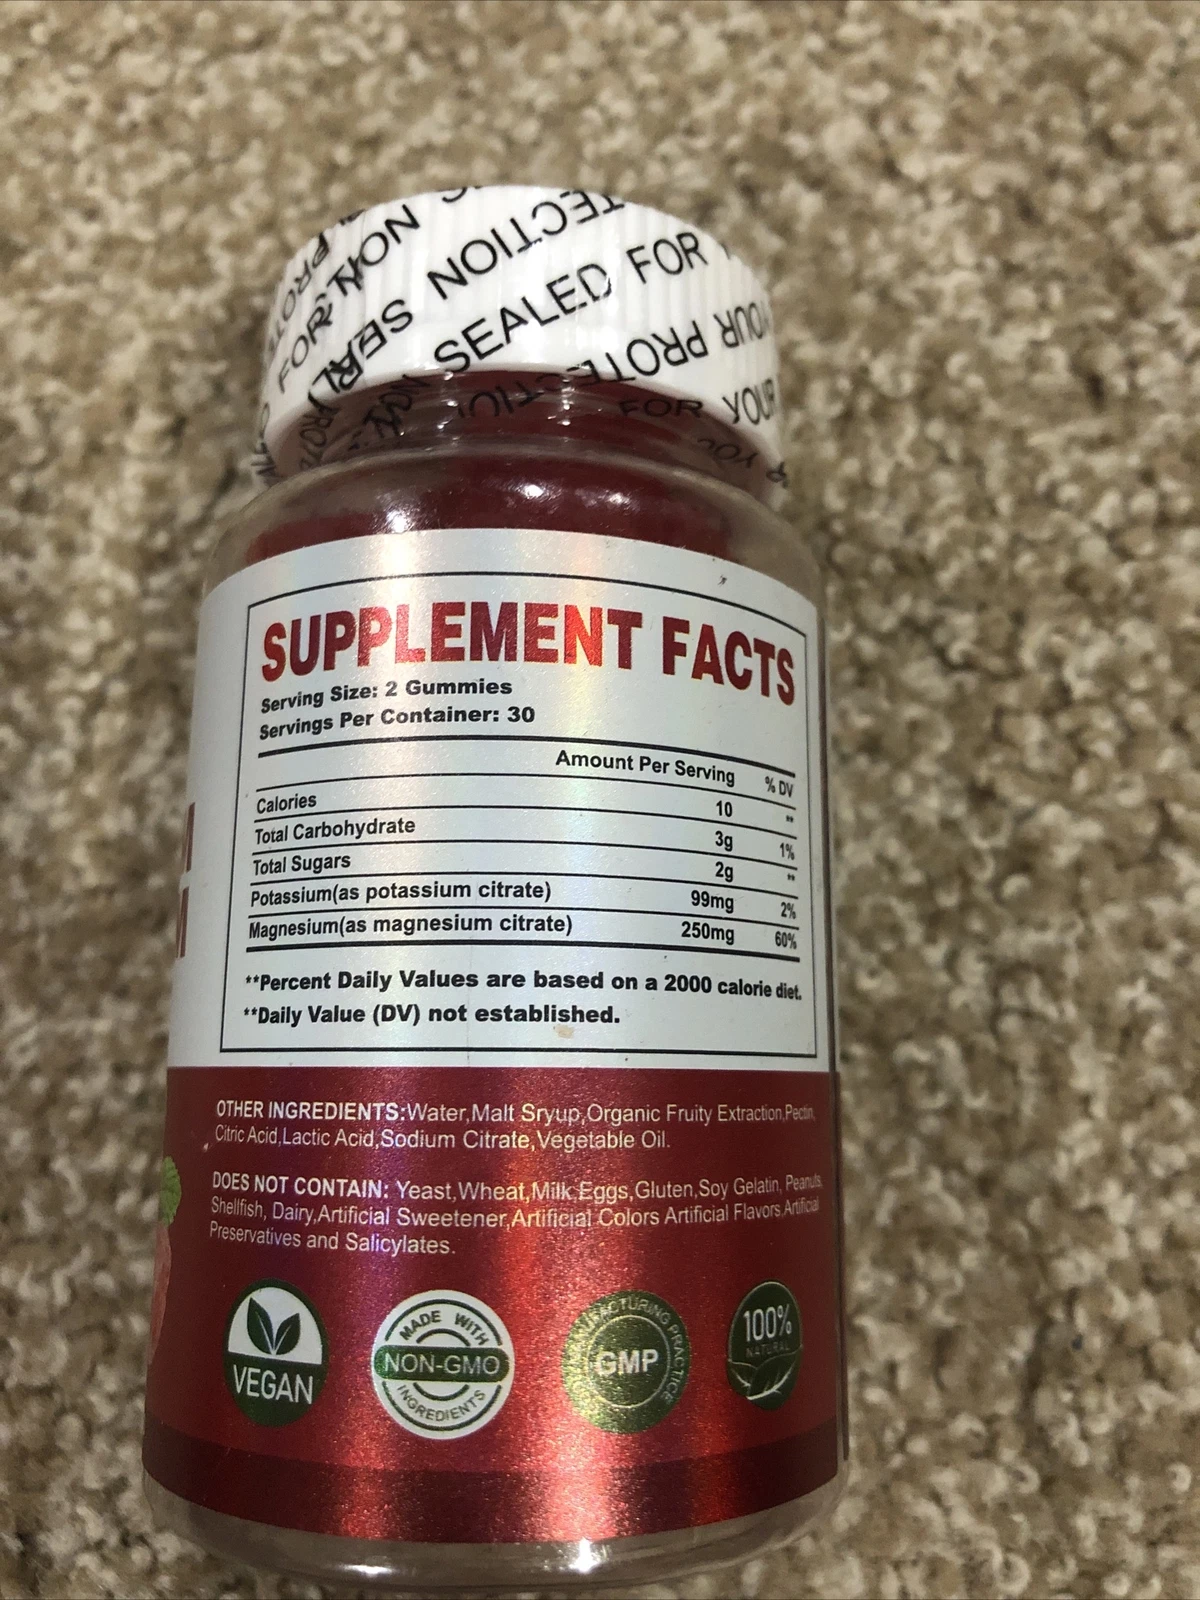 SEALED FOR
YOUR PROTECTION
FOR YOUR
SUPPLEMENT FACTS
Serving Size: 2 Gummies
Servings Per Container: 30
Amount Per Serving % DV
Calories 10 **
Total Carbohydrate 3g 1%
Total Sugars 2g **
Potassium(as potassium citrate) 99mg 2%
Magnesium(as magnesium citrate) 250mg 60%
**Percent Daily Values are based on a 2000 calorie diet.
**Daily Value (DV) not established.
OTHER INGREDIENTS:Water,Malt Sryup,Organic Fruity Extraction,Pectin,
Citric Acid,Lactic Acid,Sodium Citrate,Vegetable Oil.
DOES NOT CONTAIN: Yeast,Wheat,Milk,Eggs,Gluten,Soy Gelatin, Peanuts,
Shellfish, Dairy,Artificial Sweetener,Artificial Colors Artificial Flavors,Artificial
Preservatives and Salicylates.
VEGAN
MADE WITH
NON-GMO
INGREDIENTS
MANUFACTURING PRACTICE
GMP
100%
NATURAL